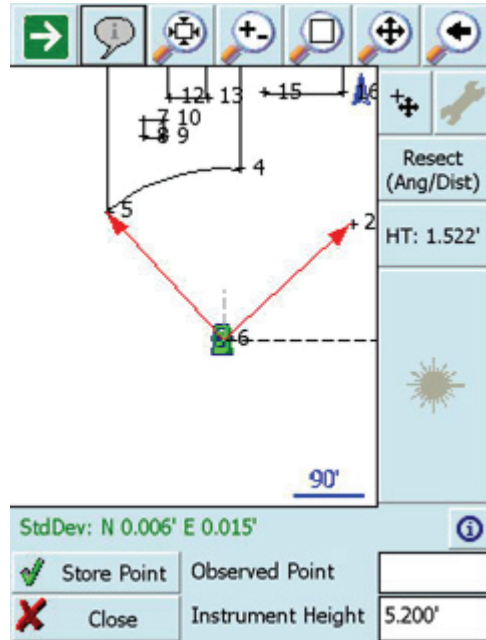 12 13 15 16
7 10
8 9
4
5
2
6
90'
Resect
(Ang/Dist)
HT: 1.522'
StdDev: N 0.006' E 0.015'
Store Point Observed Point
Close Instrument Height 5.200'